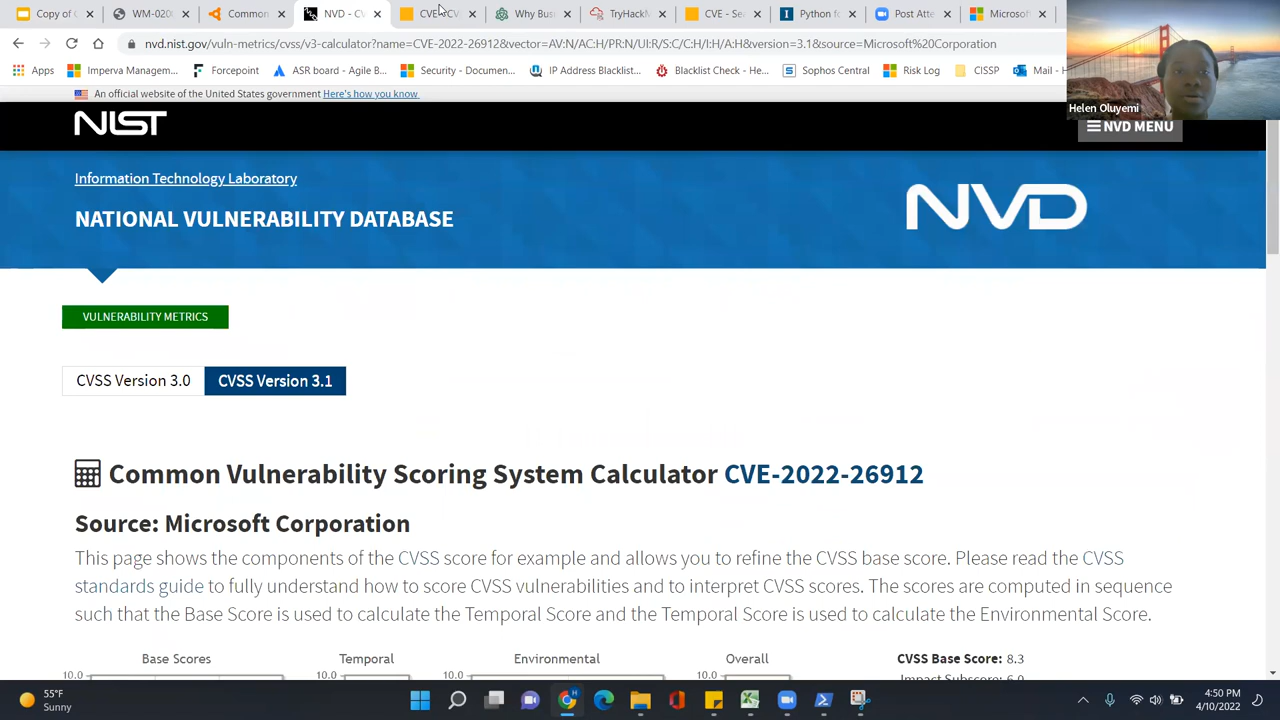 Copy of
WM-020
Common
NVD - CV
CVE - CV
Why Bus
TryHackM
CVE - Se
Python fo
Post Atte
Microsof
nvd.nist.gov/vuln-metrics/cvss/v3-calculator?name=CVE-2022-26912&vector=AV:N/AC:H/PR:N/UI:R/S:C/C:H/I:H/A:H&version=3.1&source=Microsoft%20Corporation
Apps
Imperva Managem...
Forcepoint
ASR board - Agile B...
Security - Documen...
IP Address Blacklist...
Blacklist Check - He...
Sophos Central
Risk Log
CISSP
Mail - H
Helen Oluyemi
An official website of the United States government Here's how you know
NIST
NVD MENU
Information Technology Laboratory
NATIONAL VULNERABILITY DATABASE
NVD
VULNERABILITY METRICS
CVSS Version 3.0
CVSS Version 3.1
Common Vulnerability Scoring System Calculator CVE-2022-26912
Source: Microsoft Corporation
This page shows the components of the CVSS score for example and allows you to refine the CVSS base score. Please read the CVSS
standards guide to fully understand how to score CVSS vulnerabilities and to interpret CVSS scores. The scores are computed in sequence
such that the Base Score is used to calculate the Temporal Score and the Temporal Score is used to calculate the Environmental Score.
Base Scores
Temporal
Environmental
Overall
CVSS Base Score: 8.3
10.0
10.0
10.0
10.0
Impact Subscore: 6.0
55°F
Sunny
4:50 PM
4/10/2022